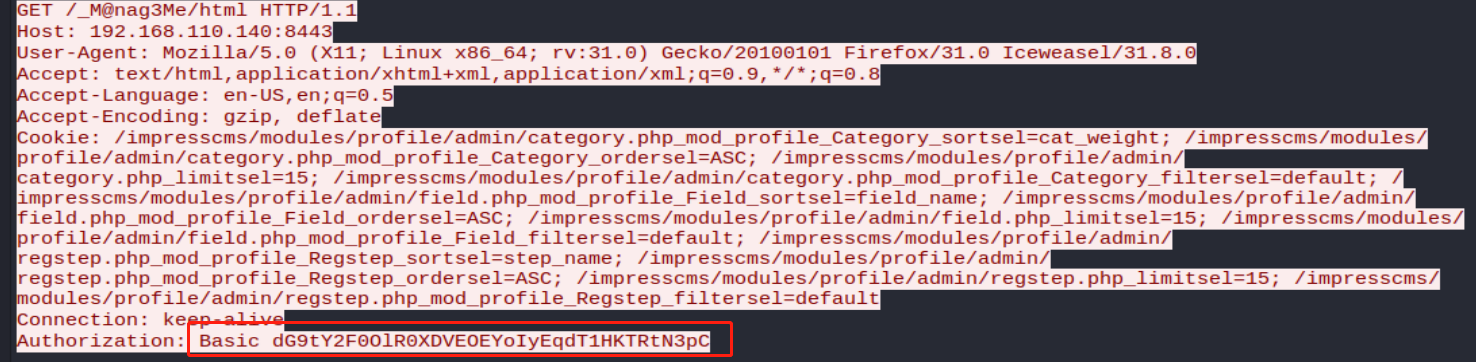 GET /_M@nag3Me/html HTTP/1.1
Host: 192.168.110.140:8443
User-Agent: Mozilla/5.0 (X11; Linux x86_64; rv:31.0) Gecko/20100101 Firefox/31.0 Iceweasel/31.8.0
Accept: text/html,application/xhtml+xml,application/xml;q=0.9,*/*;q=0.8
Accept-Language: en-US,en;q=0.5
Accept-Encoding: gzip, deflate
Cookie: /impresscms/modules/profile/admin/category.php_mod_profile_Category_sortsel=cat_weight; /impresscms/modules/
profile/admin/category.php_mod_profile_Category_ordersel=ASC; /impresscms/modules/profile/admin/
category.php_limitsel=15; /impresscms/modules/profile/admin/category.php_mod_profile_Category_filtersel=default; /
impresscms/modules/profile/admin/field.php_mod_profile_Field_sortsel=field_name; /impresscms/modules/profile/admin/
field.php_mod_profile_Field_ordersel=ASC; /impresscms/modules/profile/admin/field.php_limitsel=15; /impresscms/modules/
profile/admin/field.php_mod_profile_Field_filtersel=default; /impresscms/modules/profile/admin/
regstep.php_mod_profile_Regstep_sortsel=step_name; /impresscms/modules/profile/admin/
regstep.php_mod_profile_Regstep_ordersel=ASC; /impresscms/modules/profile/admin/regstep.php_limitsel=15; /impresscms/
modules/profile/admin/regstep.php_mod_profile_Regstep_filtersel=default
Connection: keep-alive
Authorization: Basic dG9tY2F0OlR0XDVEOEYoIyEqdT1HKTRtN3pC